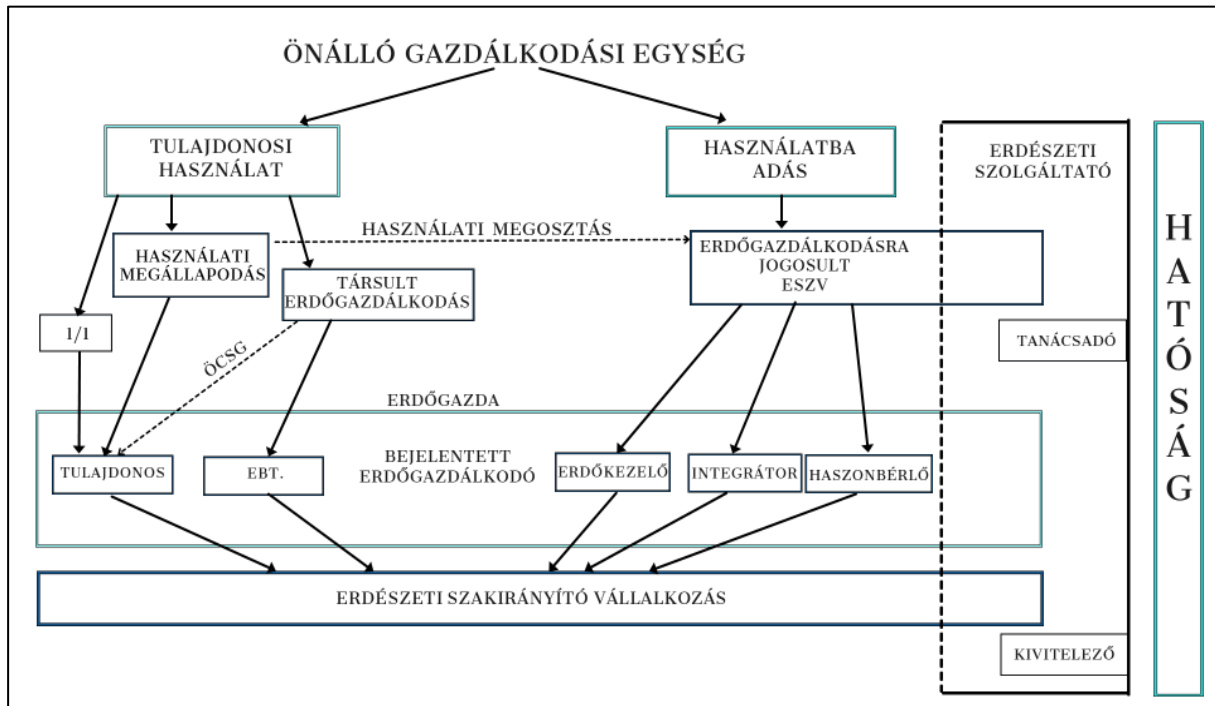 ÖNÁLLÓ GAZDÁLKODÁSI EGYSÉG
TULAJDONOSI
HASZNÁLAT
HASZNÁLATBA
ADÁS
ERDÉSZETI
SZOLGÁLTATÓ
HATÓSÁG
HASZNÁLATI MEGOSZTÁS
HASZNÁLATI
MEGÁLLAPODÁS
TÁRSULT
ERDŐGAZDÁLKODÁS
ERDŐGAZDÁLKODÁSRA
JOGOSULT
ESZV
1/1
ÖCSG
TANÁCSADÓ
ERDŐGAZDA
TULAJDONOS
EBT.
BEJELENTETT
ERDŐGAZDÁLKODÓ
ERDŐKEZELŐ
INTEGRÁTOR
HASZONBÉRLŐ
ERDÉSZETI SZAKIRÁNYÍTÓ VÁLLALKOZÁS
KIVITELEZŐ